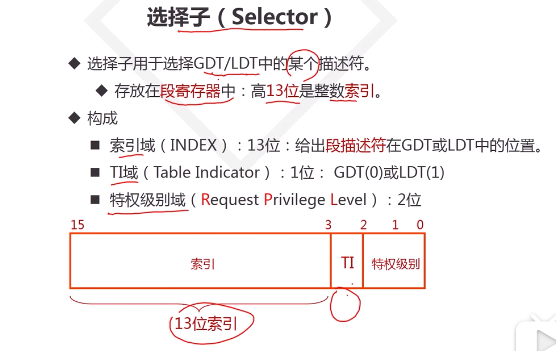 选择子（Selector）
◆ 选择子用于选择GDT/LDT中的某个描述符。
◆ 存放在段寄存器中：高13位是整数索引。
◆ 构成
■ 索引域（INDEX）：13位：给出段描述符在GDT或LDT中的位置。
■ TI域（Table Indicator）：1位： GDT(0)或LDT(1)
■ 特权级别域（Request Privilege Level）：2位
15 3 2 1 0
索引 TI 特权级别
13位索引